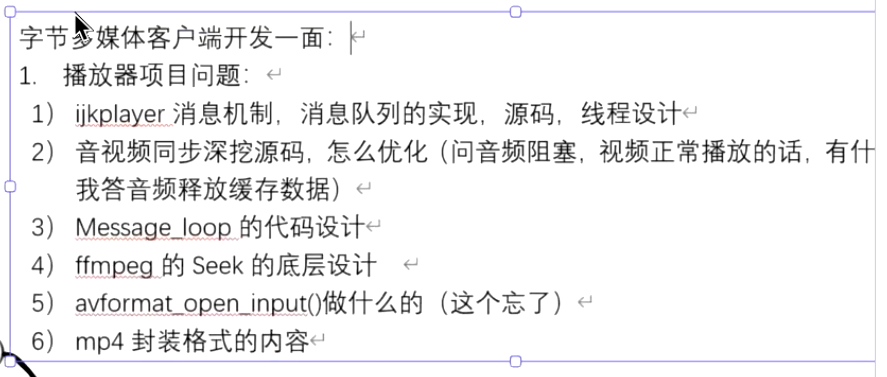 字节多媒体客户端开发一面：
1. 播放器项目问题：
1） ijkplayer 消息机制，消息队列的实现，源码，线程设计
2） 音视频同步深挖源码，怎么优化（问音频阻塞，视频正常播放的话，有什
我答音频释放缓存数据）
3） Message_loop 的代码设计
4） ffmpeg 的 Seek 的底层设计
5） avformat_open_input()做什么的（这个忘了）
6） mp4 封装格式的内容